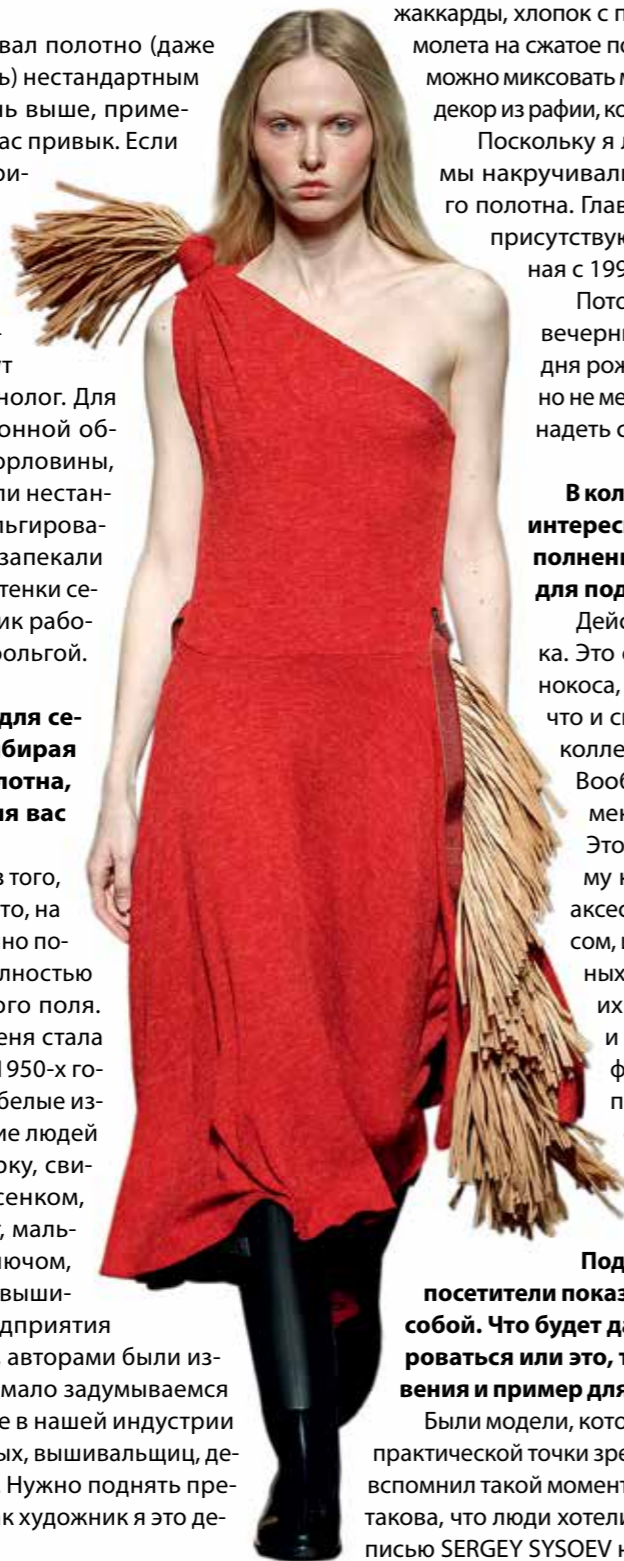 вал полотно (даже
ь) нестандартным
нь выше, приме-
ас привык. Если
ри-
-
ут
нолог. Для
онной об-
орловины,
ли нестан-
льгирова-
запекали
тенки се-
ик рабо-
ольгой.
для се-
бирая
лотна,
ля вас
з того,
то, на
но по-
лностью
ого поля.
еня стала
1950-х го-
белые из-
ие людей
рку, сви-
сенком,
, маль-
лючом,
выши-
дприятия
авторами были из-
мало задумываемся
е в нашей индустрии
ых, вышивальщиц, де-
. Нужно поднять пре-
ак художник я это де-
жаккарды, хлопок с п
молета на сжатое по
можно миксовать м
декор из рафии, ко
Поскольку я л
мы накручивали
го полотна. Глав
присутствую
ная с 199
Пото
вечерн
дня рож
но не ме
надеть с
В кол
интерес
полнен
для под
Дейс
ка. Это с
нокоса,
что и с
колле
Вооб
мен
Это
му к
аксес
сом, и
ных
их
и
ф
п
Под
посетители показ
собой. Что будет да
роваться или это, т
вения и пример для
Были модели, кото
практической точки зре
вспомнил такой момент
такова, что люди хотели
писью SERGEY SYSOEV н